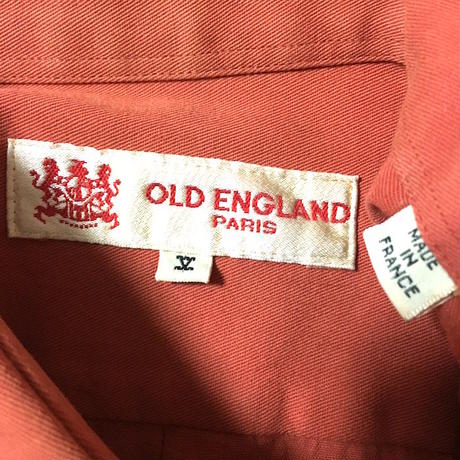 OLD ENGLAND
PARIS
V
MADE
IN
FRANCE